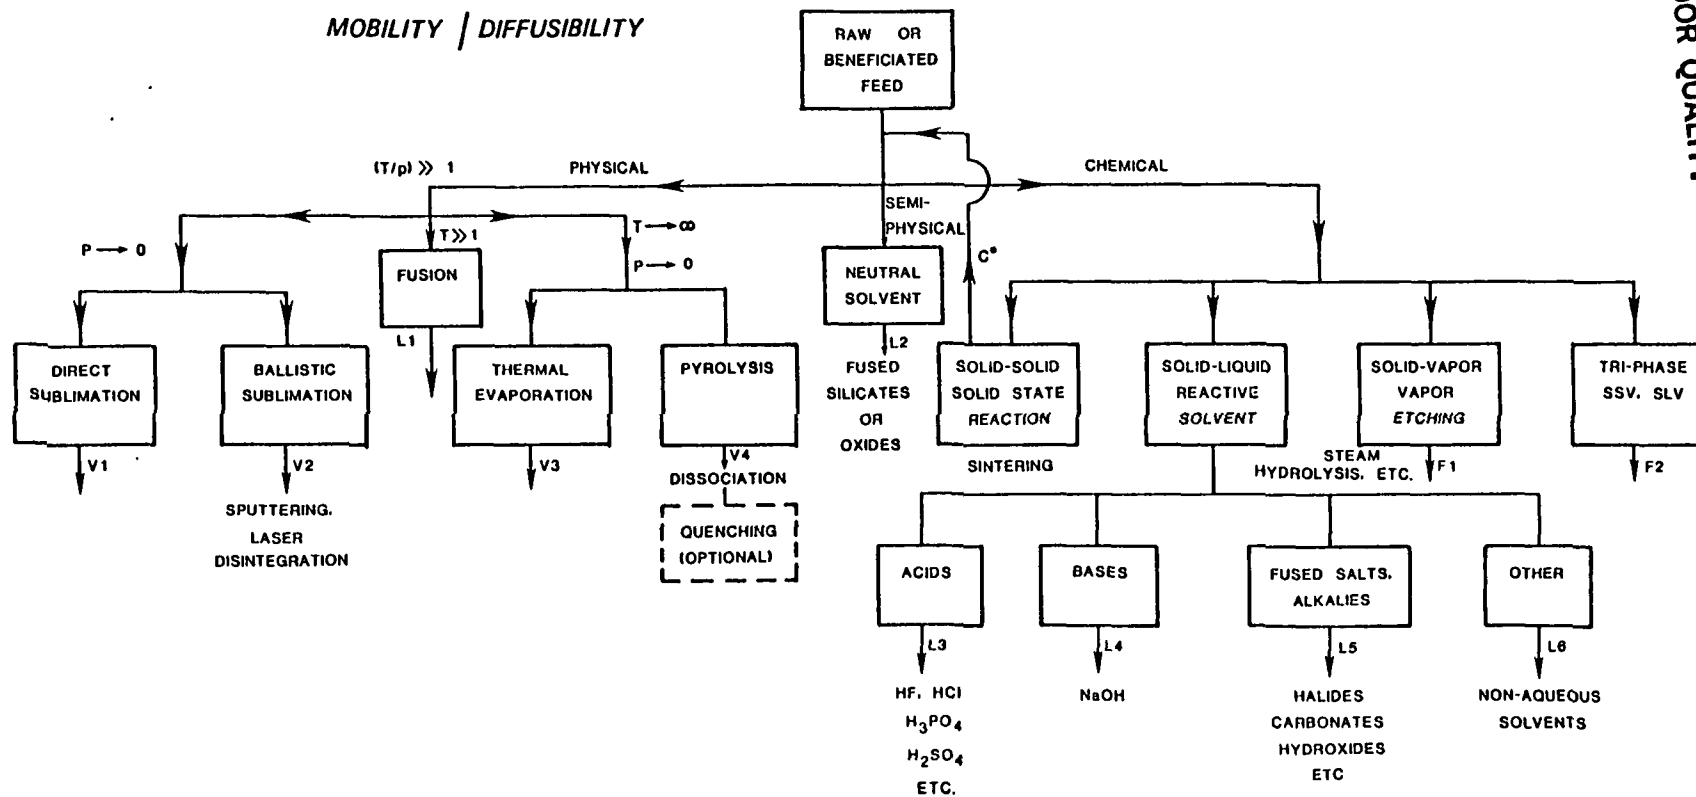 MOBILITY / DIFFUSIBILITY
RAW OR
BENEFICIATED
FEED
QUALITY
(T/p) >> 1
PHYSICAL
CHEMICAL
SEMI-
PHYSICAL
P → 0
T >> 1
T → ∞
P → 0
C*
FUSION
NEUTRAL
SOLVENT
L1
L2
DIRECT
SUBLIMATION
BALLISTIC
SUBLIMATION
THERMAL
EVAPORATION
PYROLYSIS
FUSED
SILICATES
OR
OXIDES
SOLID-SOLID
SOLID STATE
REACTION
SOLID-LIQUID
REACTIVE
SOLVENT
SOLID-VAPOR
VAPOR
ETCHING
TRI-PHASE
SSV, SLV
V1
V2
V3
V4
SPUTTERING,
LASER
DISINTEGRATION
DISSOCIATION
QUENCHING
(OPTIONAL)
SINTERING
STEAM
HYDROLYSIS, ETC.
F1
F2
ACIDS
BASES
FUSED SALTS,
ALKALIES
OTHER
L3
L4
L5
L6
HF, HCl
H₃PO₄
H₂SO₄
ETC.
NaOH
HALIDES
CARBONATES
HYDROXIDES
ETC
NON-AQUEOUS
SOLVENTS